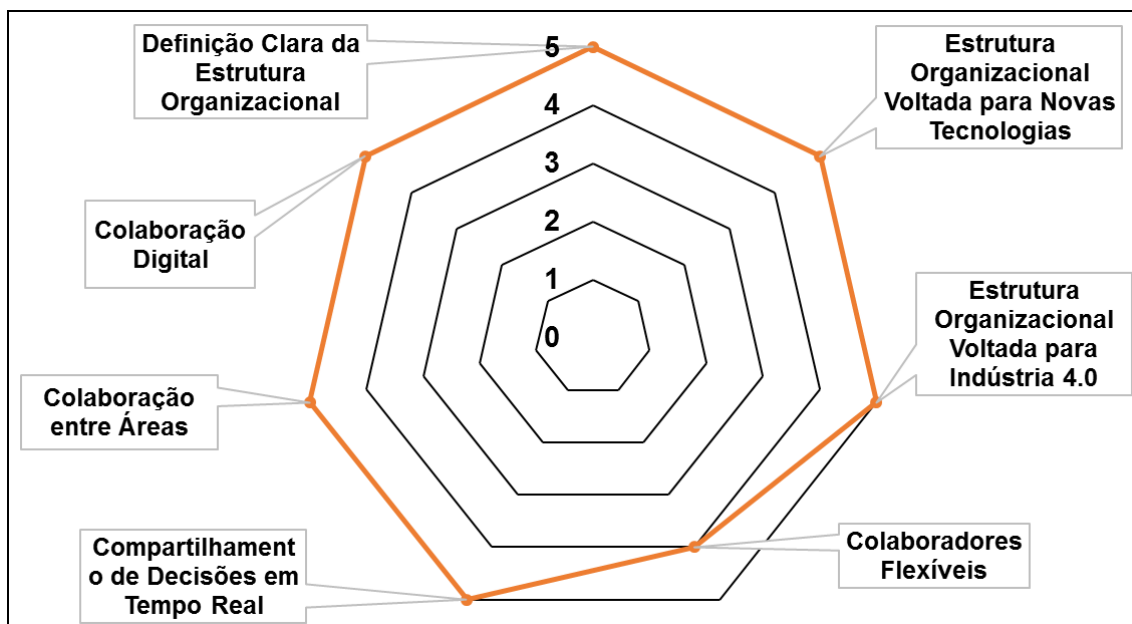 Definição Clara da
Estrutura
Organizacional
5
4
3
2
1
0
Estrutura
Organizacional
Voltada para Novas
Tecnologias
Colaboração
Digital
Estrutura
Organizacional
Voltada para
Indústria 4.0
Colaboração
entre Áreas
Compartilhament
o de Decisões em
Tempo Real
Colaboradores
Flexíveis